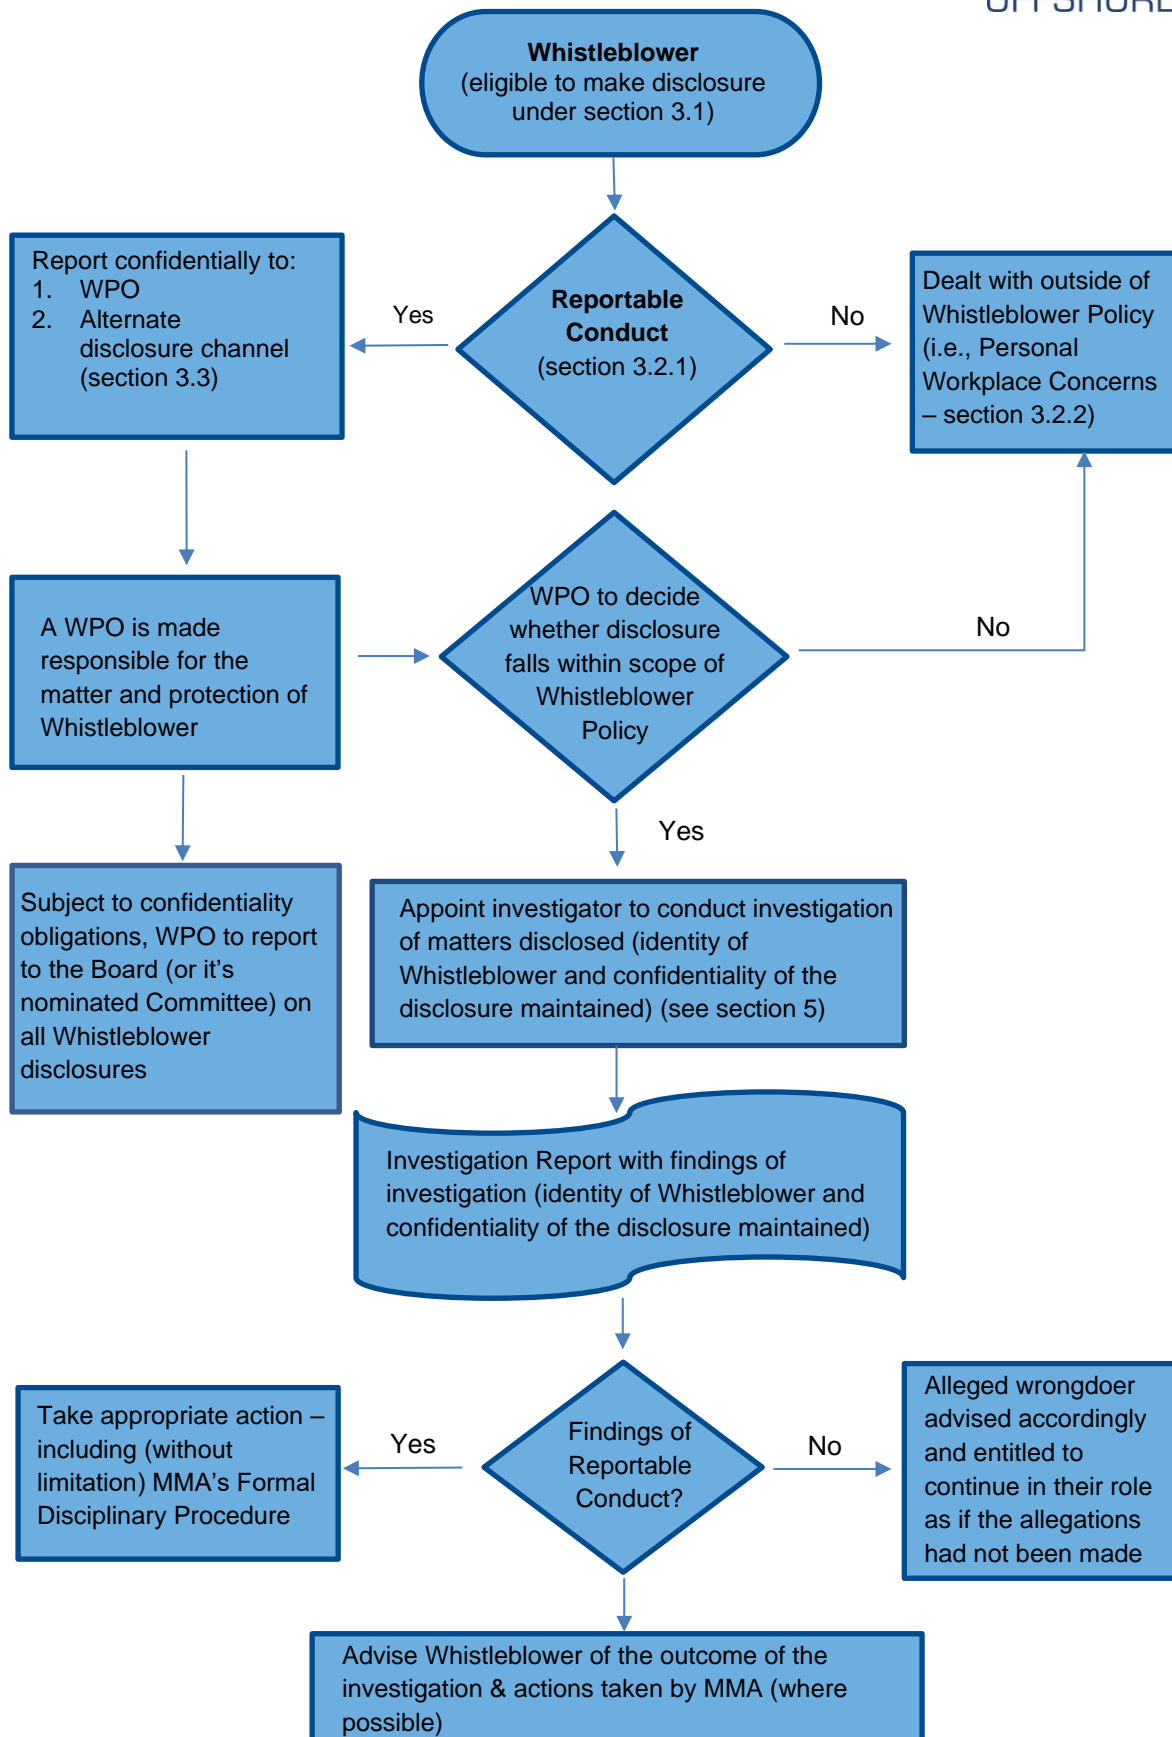 OFFSHORE
Whistleblower
(eligible to make disclosure
under section 3.1)
Report confidentially to:
1. WPO
2. Alternate
disclosure channel
(section 3.3)
Yes
Reportable
Conduct
(section 3.2.1)
No
Dealt with outside of
Whistleblower Policy
(i.e., Personal
Workplace Concerns
– section 3.2.2)
A WPO is made
responsible for the
matter and protection of
Whistleblower
WPO to decide
whether disclosure
falls within scope of
Whistleblower
Policy
No
Yes
Subject to confidentiality
obligations, WPO to report
to the Board (or it's
nominated Committee) on
all Whistleblower
disclosures
Appoint investigator to conduct investigation
of matters disclosed (identity of
Whistleblower and confidentiality of the
disclosure maintained) (see section 5)
Investigation Report with findings of
investigation (identity of Whistleblower and
confidentiality of the disclosure maintained)
Take appropriate action –
including (without
limitation) MMA's Formal
Disciplinary Procedure
Yes
Findings of
Reportable
Conduct?
No
Alleged wrongdoer
advised accordingly
and entitled to
continue in their role
as if the allegations
had not been made
Advise Whistleblower of the outcome of the
investigation & actions taken by MMA (where
possible)